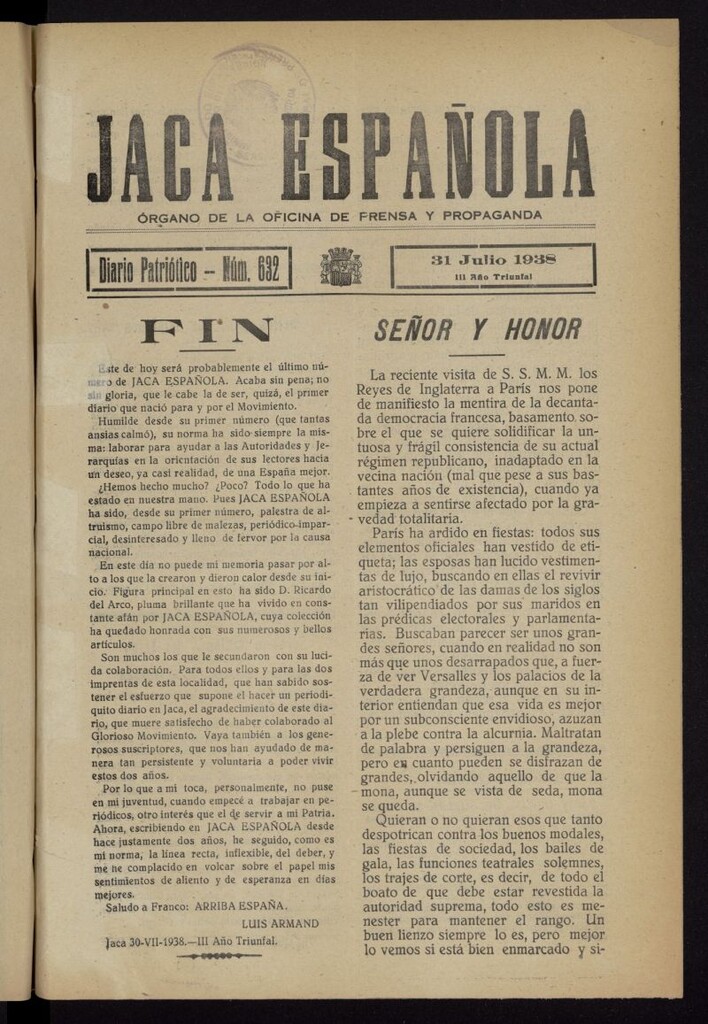 JACA ESPAÑOLA
ÓRGANO DE LA OFICINA DE FRENSA Y PROPAGANDA
Diario Patriótico — Núm. 632
31 Julio 1938
III Año Triunfal
FIN
Este de hoy será probablemente el último nú-
mero de JACA ESPAÑOLA. Acaba sin pena; no
sin gloria, que le cabe la de ser, quizá, el primer
diario que nació para y por el Movimiento.
Humilde desde su primer número (que tantas
ansias calmó), su norma ha sido siempre la mis-
ma: laborar para ayudar a las Autoridades y Je-
rarquías en la orientación de sus lectores hacia
un deseo, ya casi realidad, de una España mejor.
¿Hemos hecho mucho? ¿Poco? Todo lo que ha
estado en nuestra mano. Pues JACA ESPAÑOLA
ha sido, desde su primer número, palestra de al-
truismo, campo libre de malezas, periódico-impar-
cial, desinteresado y lleno de fervor por la causa
nacional.
En este día no puede mi memoria pasar por al-
to a los que la crearon y dieron calor desde su ini-
cio. Figura principal en esto ha sido D. Ricardo
del Arco, pluma brillante que ha vivido en cons-
tante afán por JACA ESPAÑOLA, cuya colección
ha quedado honrada con sus numerosos y bellos
artículos.
Son muchos los que le secundaron con su luci-
da colaboración. Para todos ellos y para las dos
imprentas de esta localidad, que han sabido sos-
tener el esfuerzo que supone el hacer un periodi-
quito diario en Jaca, el agradecimiento de este dia-
rio, que muere satisfecho de haber colaborado al
Glorioso Movimiento. Vaya también a los gene-
rosos suscriptores, que nos han ayudado de ma-
nera tan persistente y voluntaria a poder vivir
estos dos años.
Por lo que a mi toca, personalmente, no puse
en mi juventud, cuando empecé a trabajar en pe-
riódicos, otro interés que el de servir a mi Patria.
Ahora, escribiendo en JACA ESPAÑOLA desde
hace justamente dos años, he seguido, como es
mi norma, la línea recta, inflexible, del deber, y
me he complacido en volcar sobre el papel mis
sentimientos de aliento y de esperanza en días
mejores.
Saludo a Franco: ARRIBA ESPAÑA.
LUIS ARMAND
Jaca 30-VII-1938.—III Año Triunfal.
SEÑOR Y HONOR
La reciente visita de S. S. M. M. los
Reyes de Inglaterra a París nos pone
de manifiesto la mentira de la decanta-
da democracia francesa, basamento so-
bre el que se quiere solidificar la un-
tuosa y frágil consistencia de su actual
régimen republicano, inadaptado en la
vecina nación (mal que pese a sus bas-
tantes años de existencia), cuando ya
empieza a sentirse afectado por la gra-
vedad totalitaria.
París ha ardido en fiestas: todos sus
elementos oficiales han vestido de eti-
queta; las esposas han lucido vestimen-
tas de lujo, buscando en ellas el revivir
aristocrático de las damas de los siglos
tan vilipendiados por sus maridos en
las prédicas electorales y parlamenta-
rias. Buscaban parecer ser unos gran-
des señores, cuando en realidad no son
más que unos desarrapados que, a fuer-
za de ver Versalles y los palacios de la
verdadera grandeza, aunque en su in-
terior entiendan que esa vida es mejor
por un subconsciente envidioso, azuzan
a la plebe contra la alcurnia. Maltratan
de palabra y persiguen a la grandeza,
pero en cuanto pueden se disfrazan de
grandes, olvidando aquello de que la
mona, aunque se vista de seda, mona
se queda.
Quieran o no quieran esos que tanto
despotrican contra los buenos modales,
las fiestas de sociedad, los bailes de
gala, las funciones teatrales solemnes,
los trajes de corte, es decir, de todo el
boato de que debe estar revestida la
autoridad suprema, todo esto es me-
nester para mantener el rango. Un
buen lienzo siempre lo es, pero mejor
lo vemos si está bien enmarcado y si-